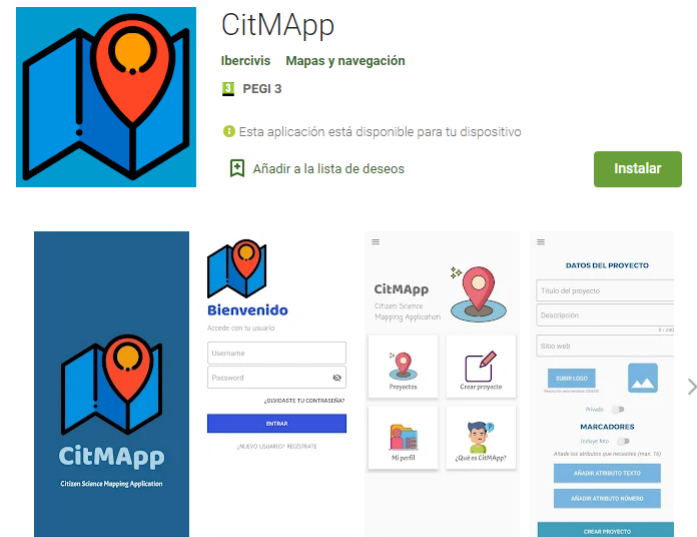 CitMApp
Ibercivis Mapas y navegación
3 PEGI 3
Esta aplicación está disponible para tu dispositivo
Añadir a la lista de deseos
Instalar
CitMApp
Citizen Science Mapping Application
Bienvenido
Accede con tu usuario
Username
Password
¿OLVIDASTE TU CONTRASEÑA?
ENTRAR
¿NUEVO USUARIO? REGÍSTRATE
CitMApp
Citizen Science
Mapping Application
Proyectos
Crear proyecto
Mi perfil
¿Qué es CitMApp?
DATOS DEL PROYECTO
Título del proyecto
Descripción
Sitio web
SUBIR LOGO
Privado
MARCADORES
Incluye foto
Añade los atributos que necesites (max. 16)
AÑADIR ATRIBUTO TEXTO
AÑADIR ATRIBUTO NÚMERO
CREAR PROYECTO